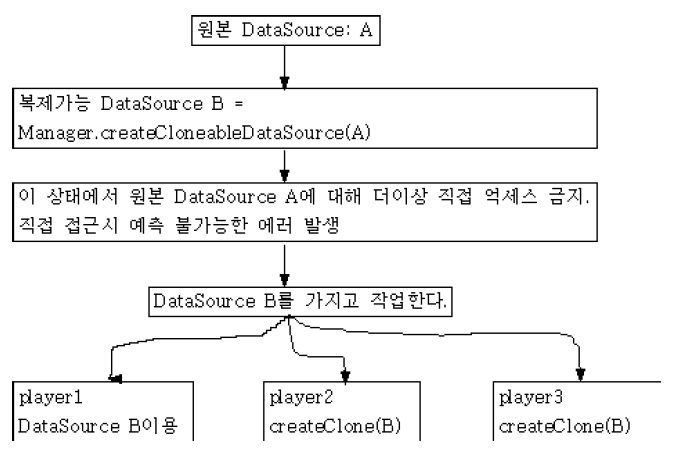 원본 DataSource: A
복제가능 DataSource B =
Manager.createCloneableDataSource(A)
이 상태에서 원본 DataSource A에 대해 더이상 직접 억세스 금지.
직접 접근시 예측 불가능한 에러 발생
DataSource B를 가지고 작업한다.
player1
DataSource B이용
player2
createClone(B)
player3
createClone(B)